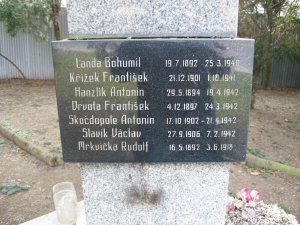 Landa Bohumil 19.7.1892 25.3.1940
Křížek František 21.12.1901 1.10.1941
Hanzlík Antonín 29.5.1894 19.4.1942
Drvota František 4.12.1897 24.3.1942
Skočdopole Antonín 17.10.1902 - 21.4.1942
Slavík Václav 27.9.1906 7.2.1942
Mrkvička Rudolf 16.5.1892 3.6.1918